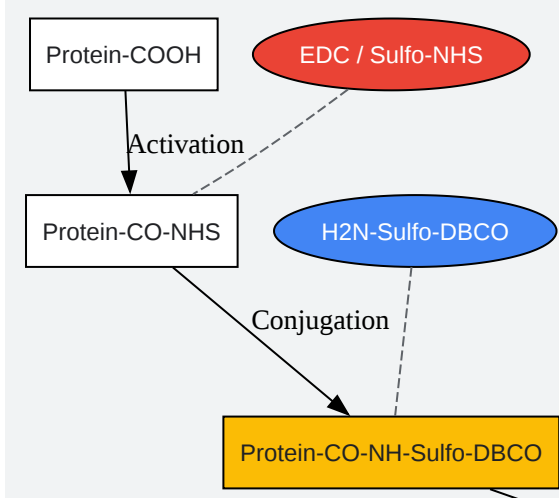 Protein-COOH
EDC / Sulfo-NHS
Activation
Protein-CO-NHS
H2N-Sulfo-DBCO
Conjugation
Protein-CO-NH-Sulfo-DBCO